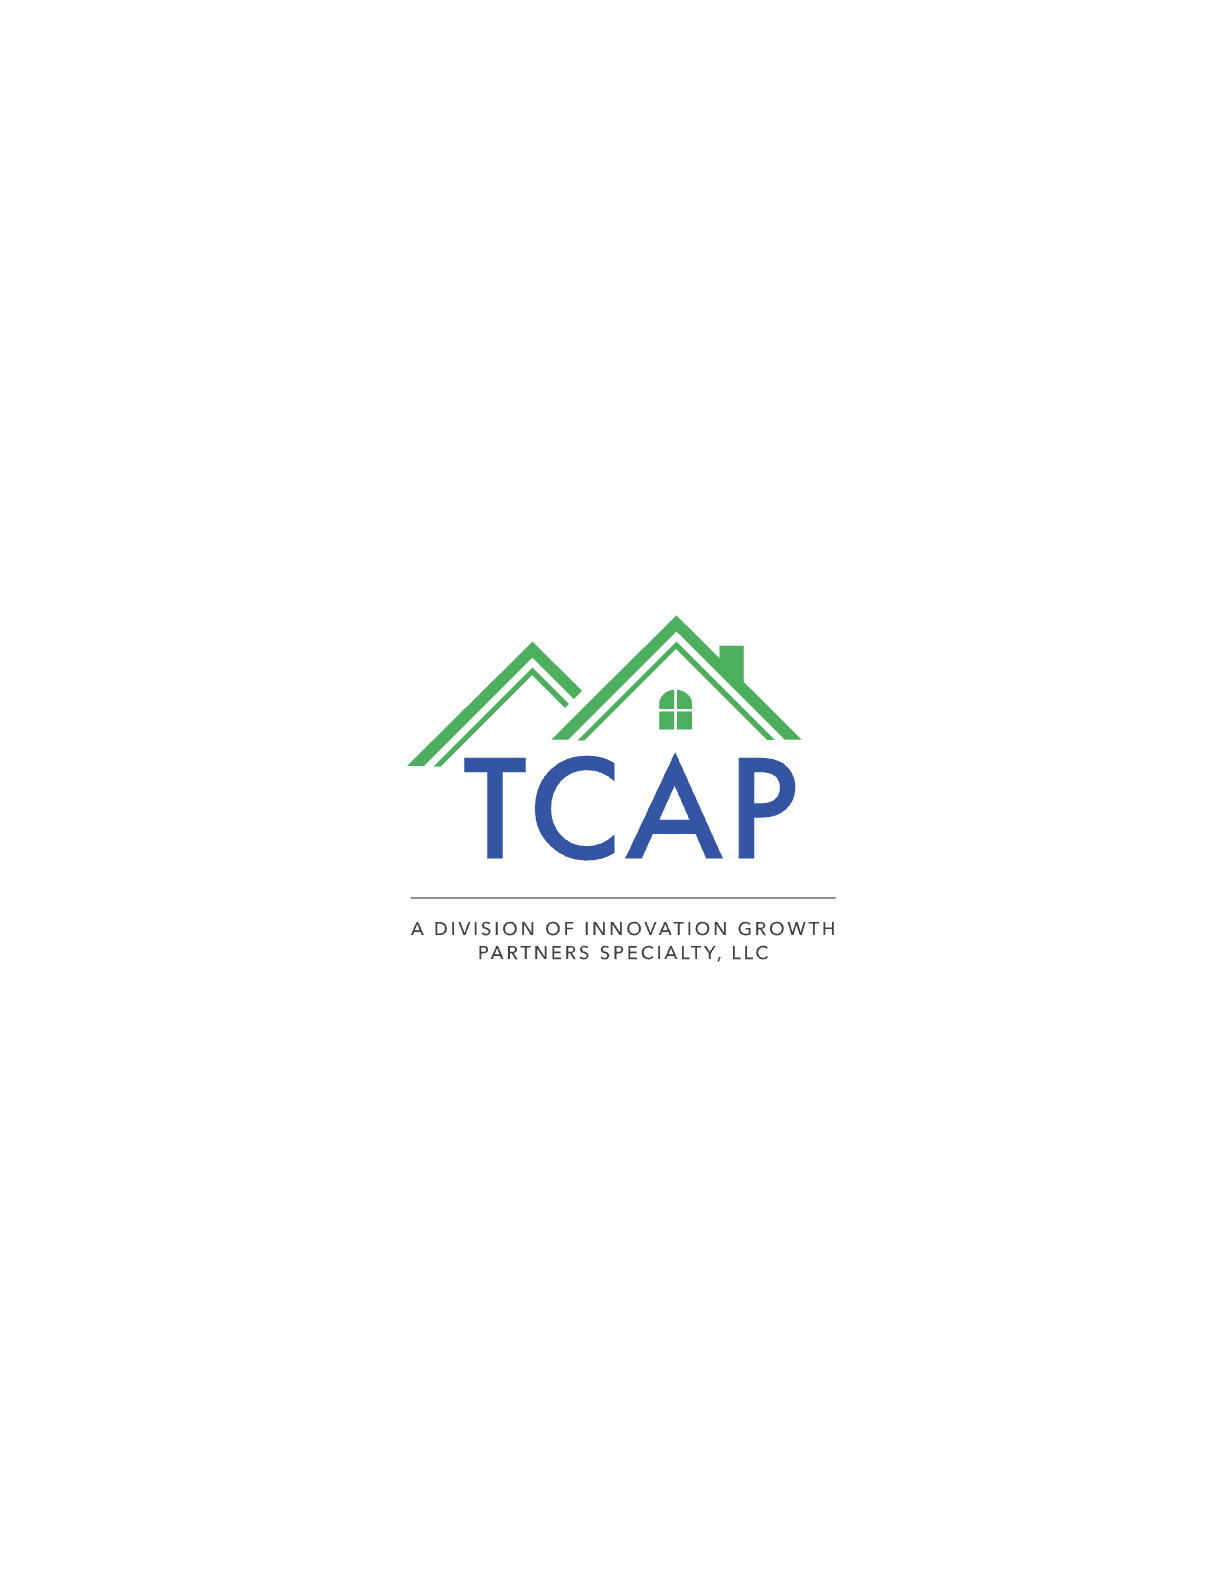 TCAP
A DIVISION OF INNOVATION GROWTH
PARTNERS SPECIALTY, LLC